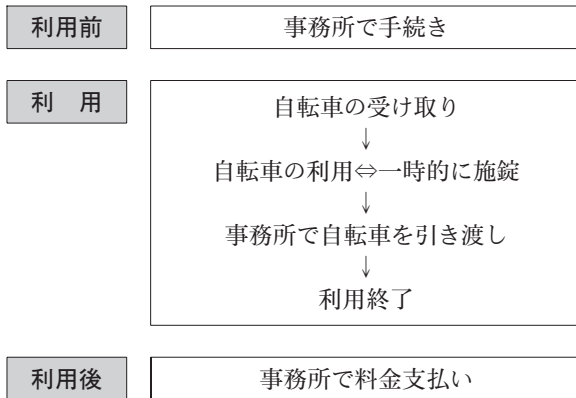 利用前
事務所で手続き
利　用
自転車の受け取り
↓
自転車の利用⇔一時的に施錠
↓
事務所で自転車を引き渡し
↓
利用終了
利用後
事務所で料金支払い